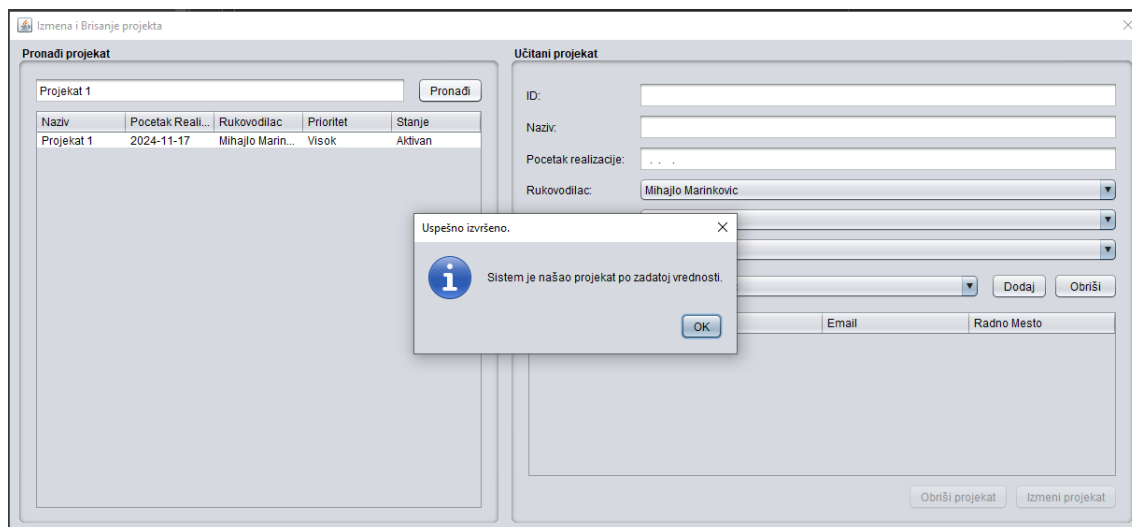 Izmena i Brisanje projekta
Pronađi projekat
Projekat 1
Pronađi
Naziv Pocetak Reali... Rukovodilac Prioritet Stanje
Projekat 1 2024-11-17 Mihajlo Marin... Visok Aktivan
Učitani projekat
ID:
Naziv:
Pocetak realizacije: . . .
Rukovodilac: Mihajlo Marinkovic
Dodaj Obriši
Email Radno Mesto
Obriši projekat Izmeni projekat
Uspešno izvršeno.
Sistem je našao projekat po zadatoj vrednosti.
OK